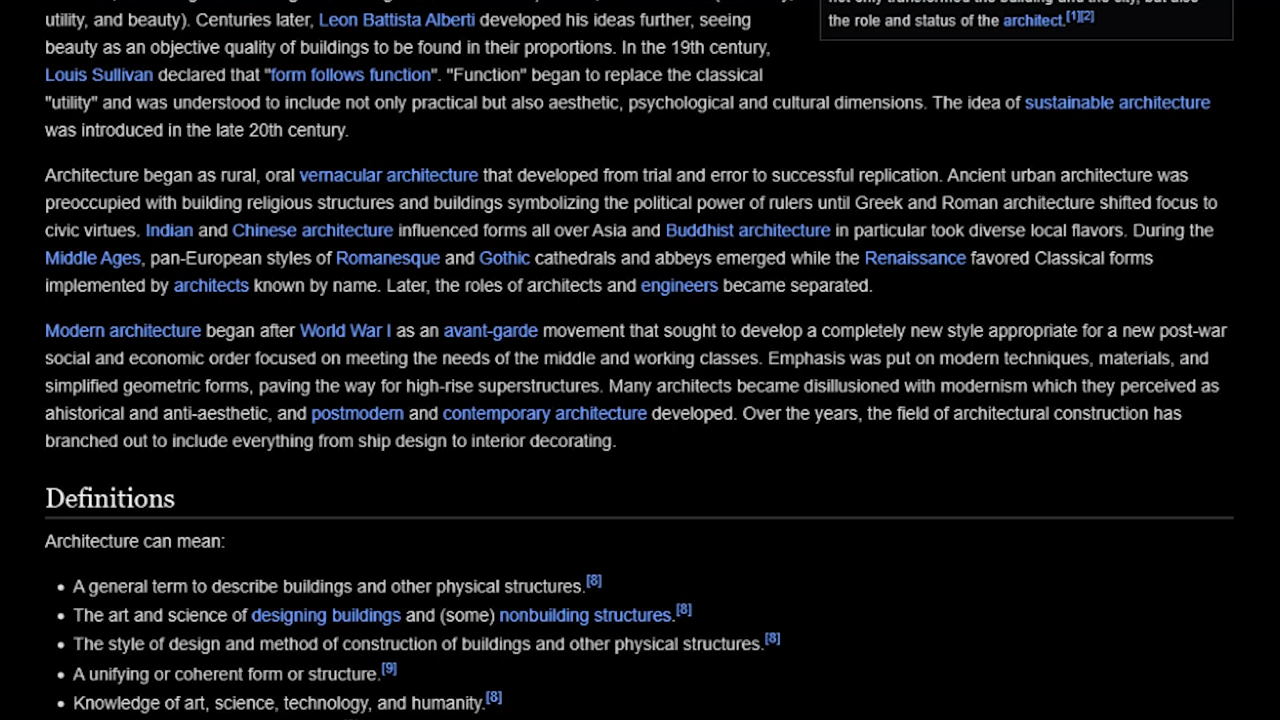 utility, and beauty). Centuries later, Leon Battista Alberti developed his ideas further, seeing
beauty as an objective quality of buildings to be found in their proportions. In the 19th century,
Louis Sullivan declared that "form follows function". "Function" began to replace the classical
"utility" and was understood to include not only practical but also aesthetic, psychological and cultural dimensions. The idea of sustainable architecture
was introduced in the late 20th century.
the role and status of the architect.[1][2]
Architecture began as rural, oral vernacular architecture that developed from trial and error to successful replication. Ancient urban architecture was
preoccupied with building religious structures and buildings symbolizing the political power of rulers until Greek and Roman architecture shifted focus to
civic virtues. Indian and Chinese architecture influenced forms all over Asia and Buddhist architecture in particular took diverse local flavors. During the
Middle Ages, pan-European styles of Romanesque and Gothic cathedrals and abbeys emerged while the Renaissance favored Classical forms
implemented by architects known by name. Later, the roles of architects and engineers became separated.
Modern architecture began after World War I as an avant-garde movement that sought to develop a completely new style appropriate for a new post-war
social and economic order focused on meeting the needs of the middle and working classes. Emphasis was put on modern techniques, materials, and
simplified geometric forms, paving the way for high-rise superstructures. Many architects became disillusioned with modernism which they perceived as
ahistorical and anti-aesthetic, and postmodern and contemporary architecture developed. Over the years, the field of architectural construction has
branched out to include everything from ship design to interior decorating.
Definitions
Architecture can mean:
• A general term to describe buildings and other physical structures.[8]
• The art and science of designing buildings and (some) nonbuilding structures.[8]
• The style of design and method of construction of buildings and other physical structures.[8]
• A unifying or coherent form or structure.[9]
• Knowledge of art, science, technology, and humanity.[8]